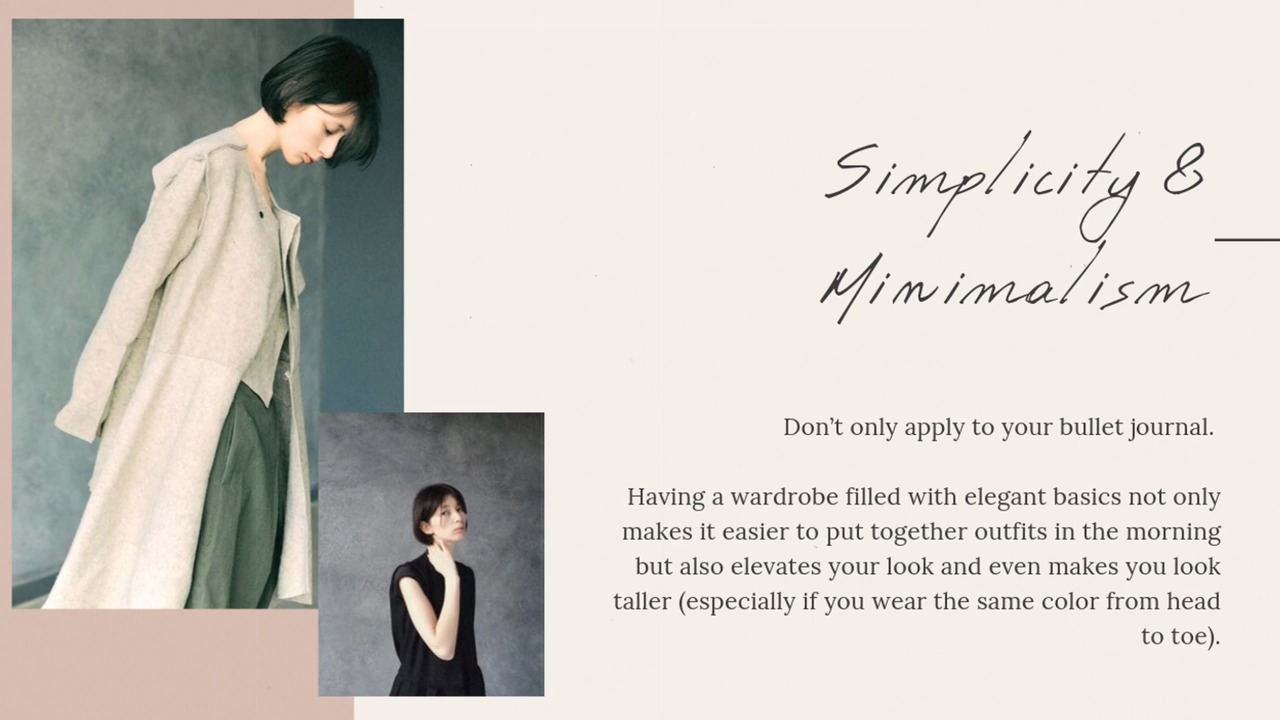 Simplicity &
Minimalism
Don’t only apply to your bullet journal.
Having a wardrobe filled with elegant basics not only
makes it easier to put together outfits in the morning
but also elevates your look and even makes you look
taller (especially if you wear the same color from head
to toe).